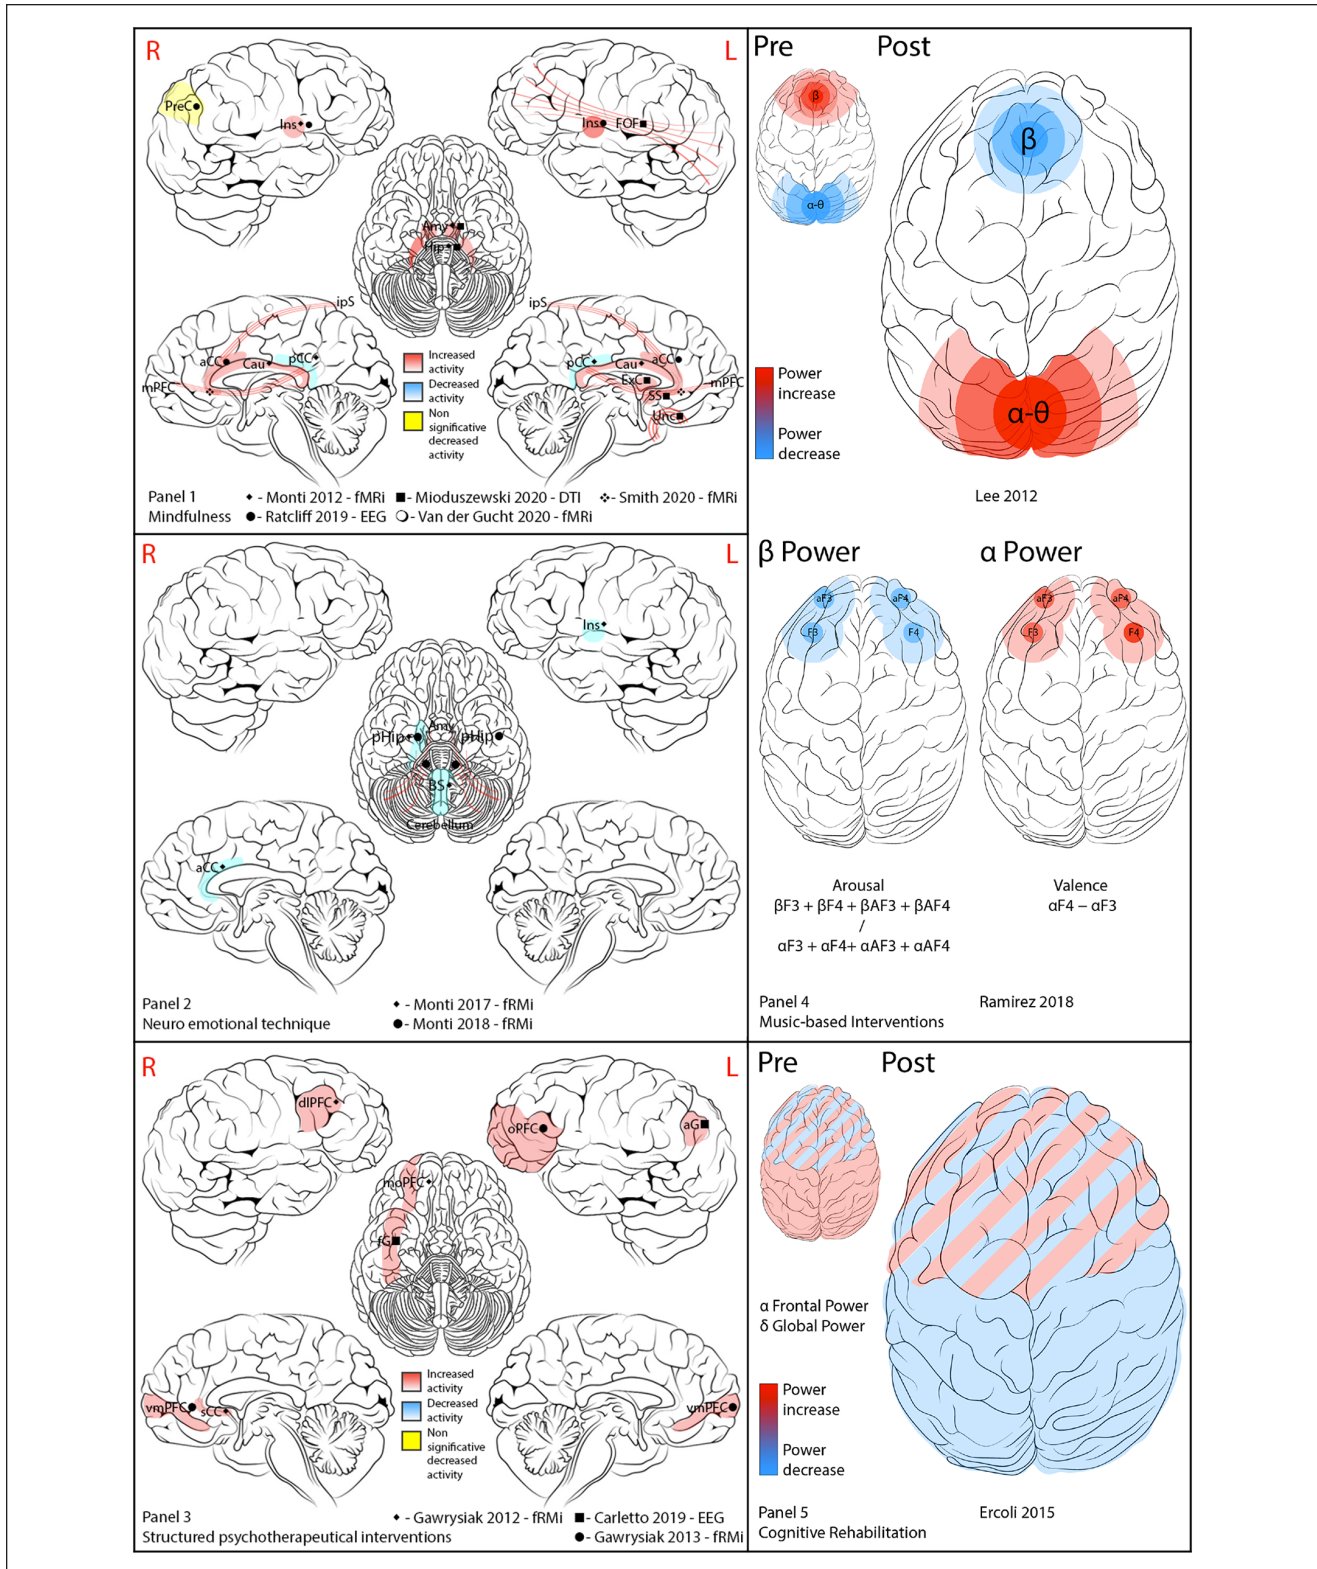 R
L
PreC
Ins
Ins
FOF
Amy
Hip
ipS
ipS
aCC
Cau
pCC
mPFC
pCC
Cau
aCC
ExC
mPFC
SS
Unc
Increased
activity
Decreased
activity
Non
significative
decreased
activity
Panel 1
Mindfulness
- Monti 2012 - fMRi
- Mioduszewski 2020 - DTI
- Smith 2020 - fMRi
- Ratcliff 2019 - EEG
- Van der Gucht 2020 - fMRi
Pre
Post
β
α-θ
β
α-θ
Power
increase
Power
decrease
Lee 2012
R
L
Ins
Amy
pHip
pHip
BS
Cerebellum
aCC
Panel 2
Neuro emotional technique
- Monti 2017 - fRMi
- Monti 2018 - fRMi
β Power
α Power
aF3
aF4
F3
F4
aF3
aF4
F3
F4
Arousal
βF3 + βF4 + βAF3 + βAF4
/
αF3 + αF4+ αAF3 + αAF4
Valence
αF4 – αF3
Panel 4
Music-based Interventions
Ramirez 2018
R
L
dlPFC
oPFC
aG
moPFC
fG
vmPFC
sCC
vmPFC
Increased
activity
Decreased
activity
Non
significative
decreased
activity
Panel 3
Structured psychotherapeutical interventions
- Gawrysiak 2012 - fRMi
- Carletto 2019 - EEG
- Gawrysiak 2013 - fRMi
Pre
Post
α Frontal Power
δ Global Power
Power
increase
Power
decrease
Panel 5
Cognitive Rehabilitation
Ercoli 2015